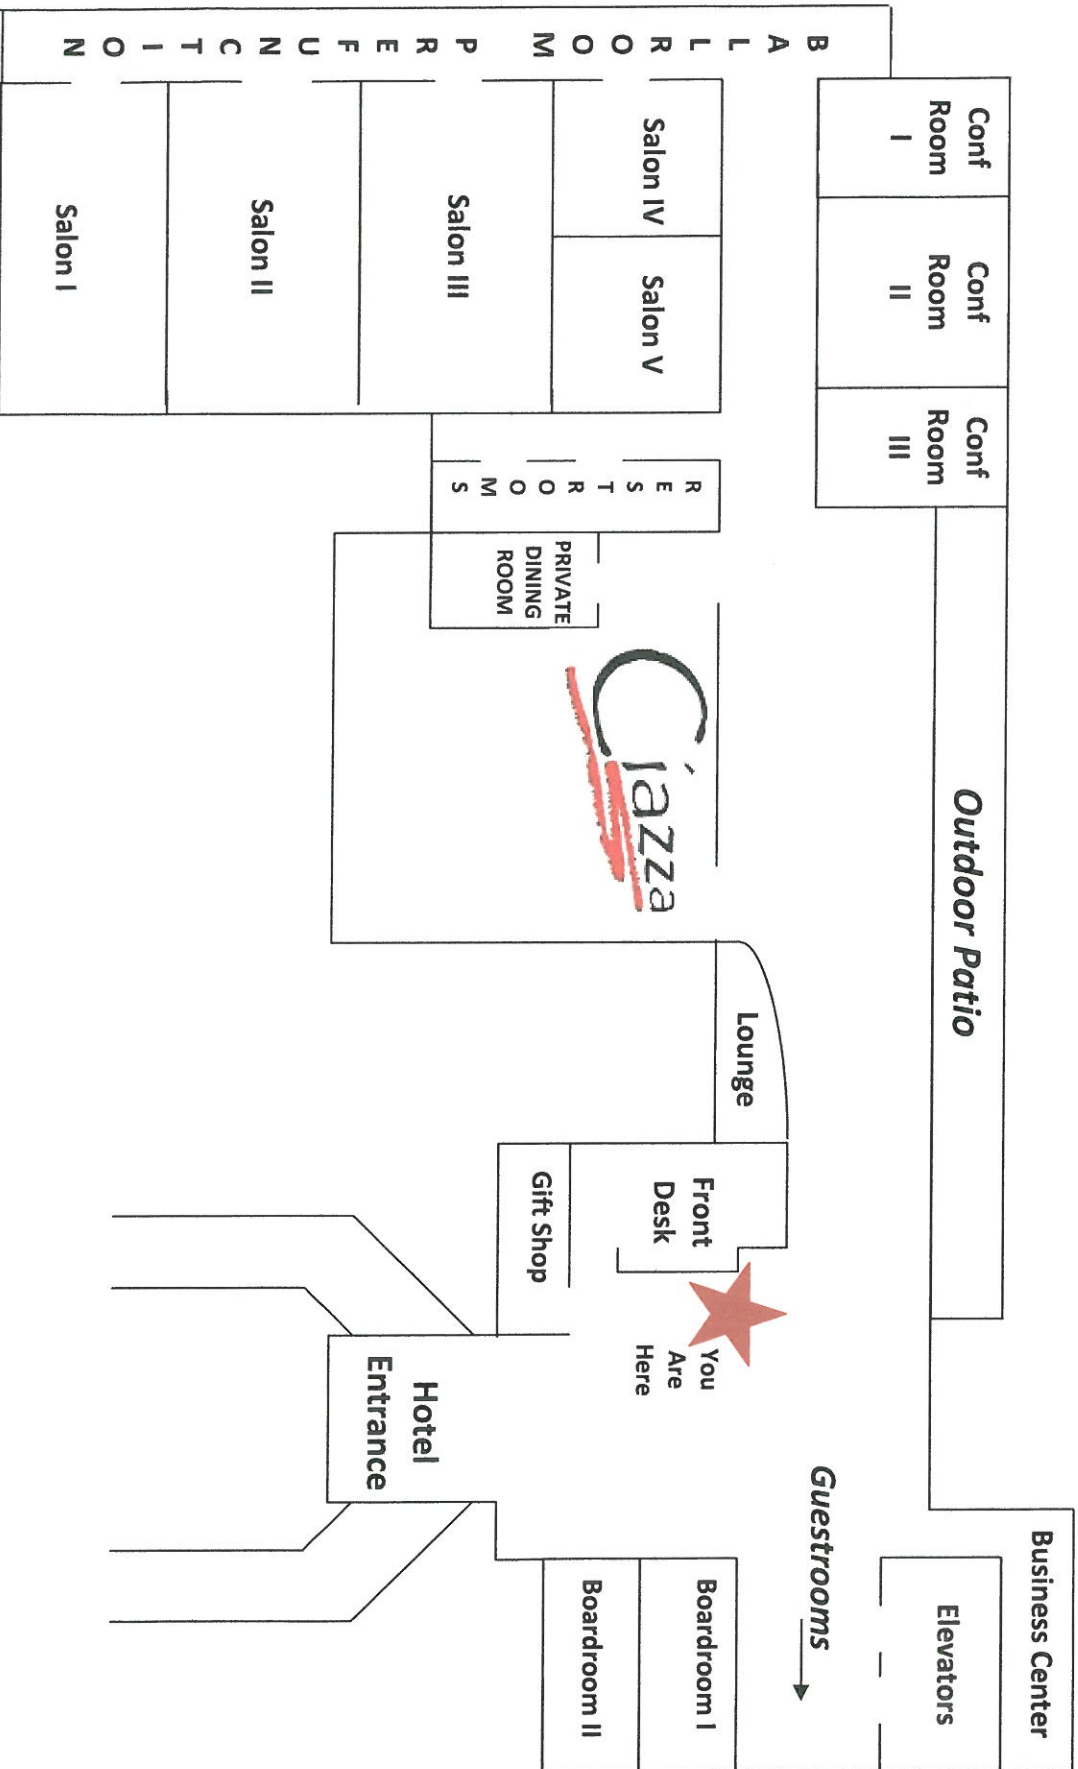 Conf
Room
I
Conf
Room
II
Conf
Room
III
Outdoor Patio
Business Center
Elevators
BALLROOM PREFUNCTION
Guestrooms
Salon IV
Salon V
Salon III
Salon II
Salon I
RESTROOMS
PRIVATE
DINING
ROOM
Ciazza
Lounge
Front
Desk
Gift Shop
You
Are
Here
Hotel
Entrance
Boardroom I
Boardroom II